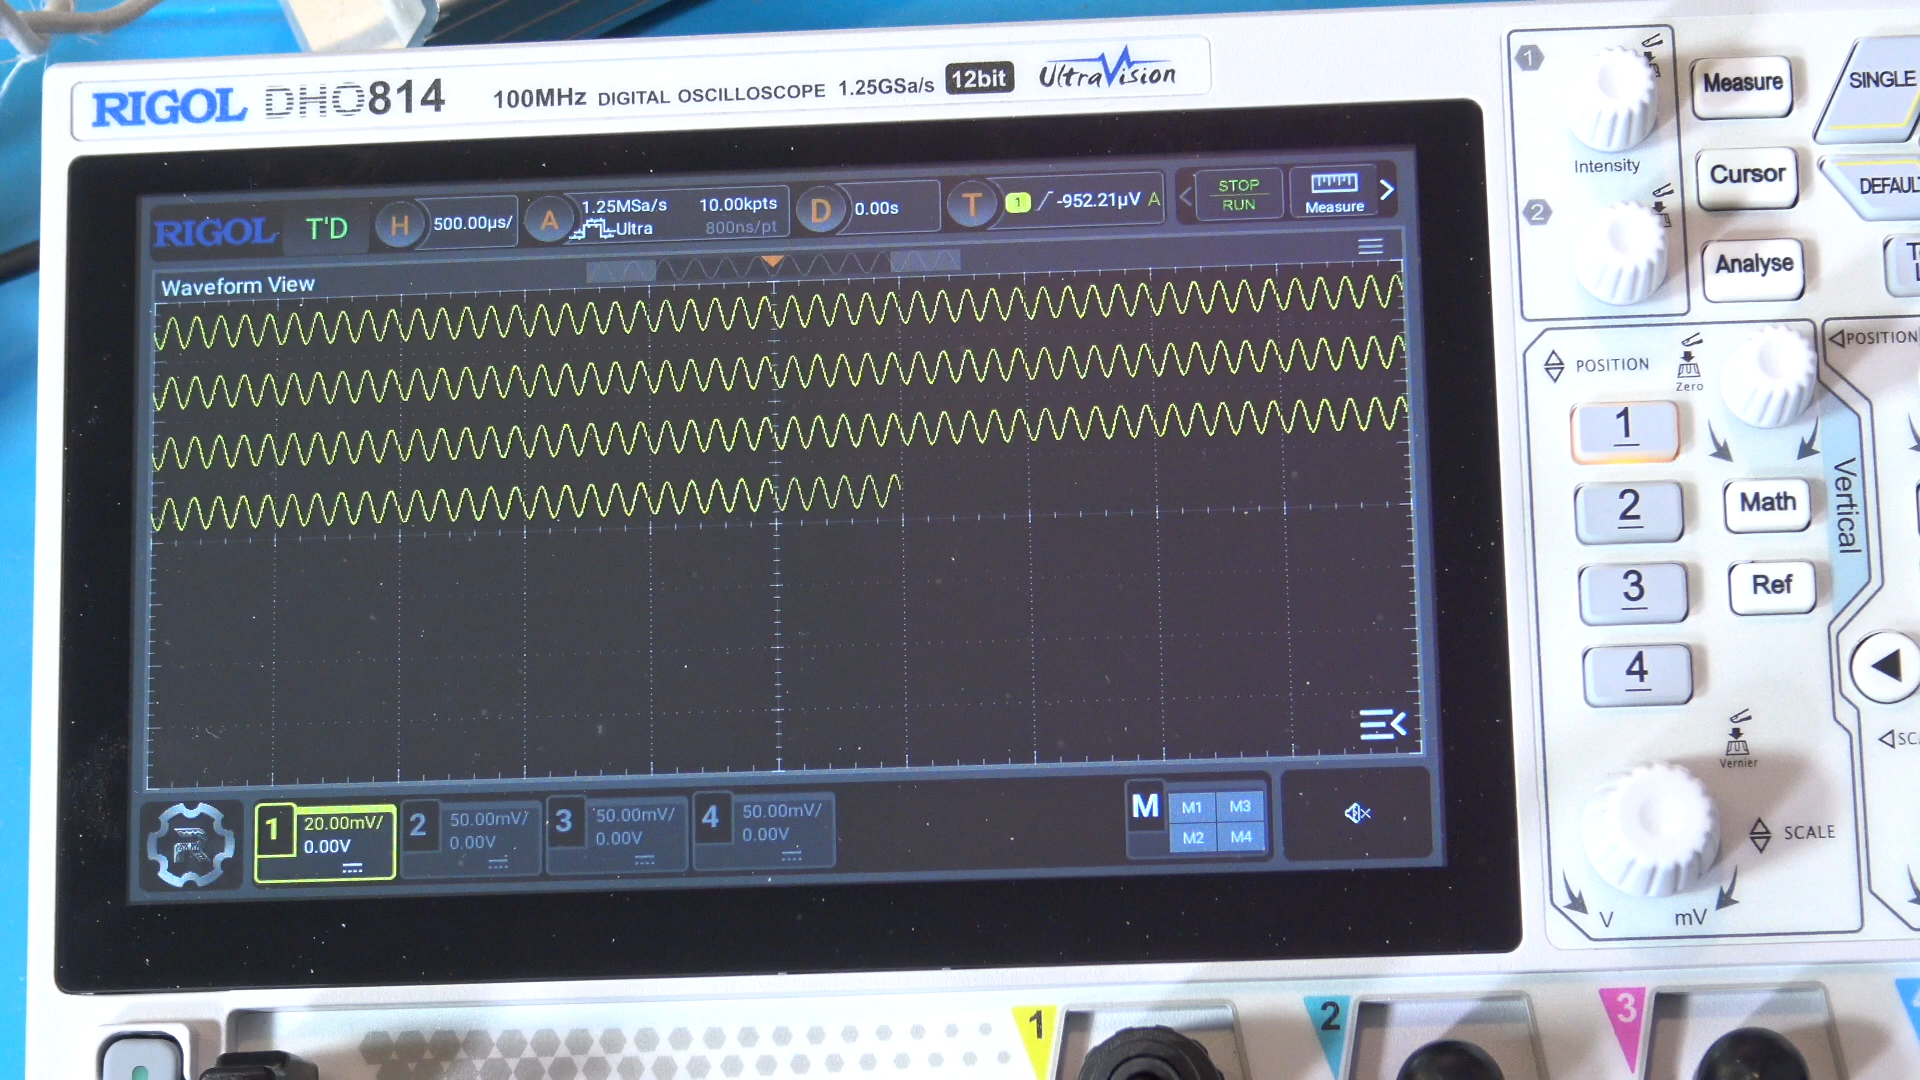 RIGOL DHO814 100MHz DIGITAL OSCILLOSCOPE 1.25GSa/s 12bit UltraVision
RIGOL T'D H 500.00µs/ A 1.25MSa/s 10.00kpts D 0.00s T 1 -952.21µV A STOP Measure
Ultra 800ns/pt RUN
Waveform View
1 20.00mV/ 2 50.00mV/ 3 50.00mV/ 4 50.00mV/ M M1 M3
0.00V 0.00V 0.00V 0.00V M2 M4
1 Intensity
2
Measure
Cursor
Analyse
SINGLE
DEFAULT
POSITION
Zero
POSITION
1
2
3
4
Math
Ref
Vertical
Vernier
SCALE
V mV
1 2 3